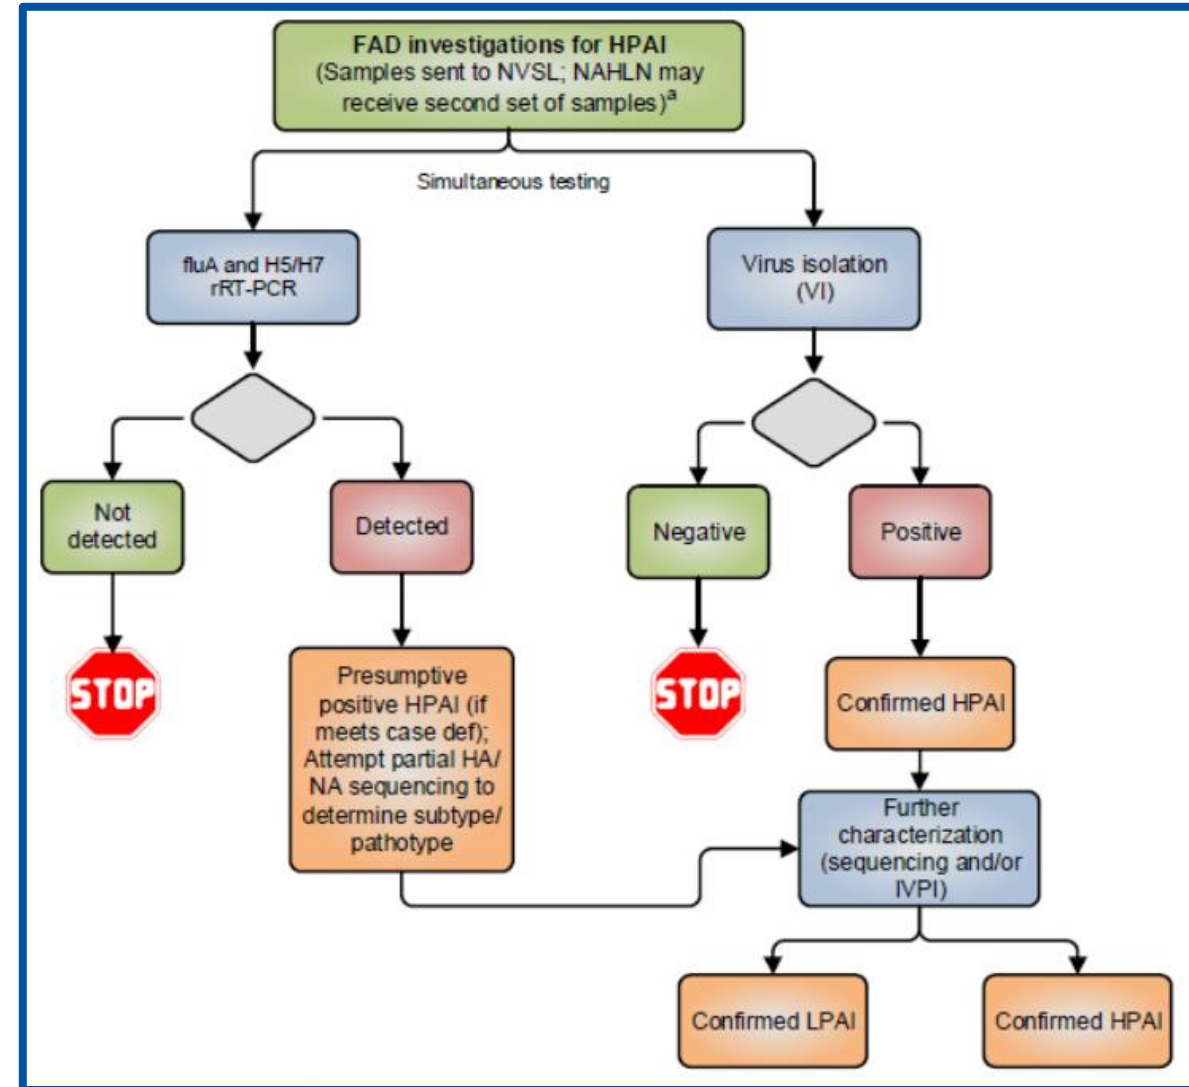 FAD investigations for HPAI
(Samples sent to NVSL; NAHLN may
receive second set of samples)a
Simultaneous testing
fluA and H5/H7
rRT-PCR
Virus isolation
(VI)
Not
detected
Detected
Negative
Positive
STOP
Presumptive
positive HPAI (if
meets case def);
Attempt partial HA/
NA sequencing to
determine subtype/
pathotype
STOP
Confirmed HPAI
Further
characterization
(sequencing and/or
IVPI)
Confirmed LPAI
Confirmed HPAI